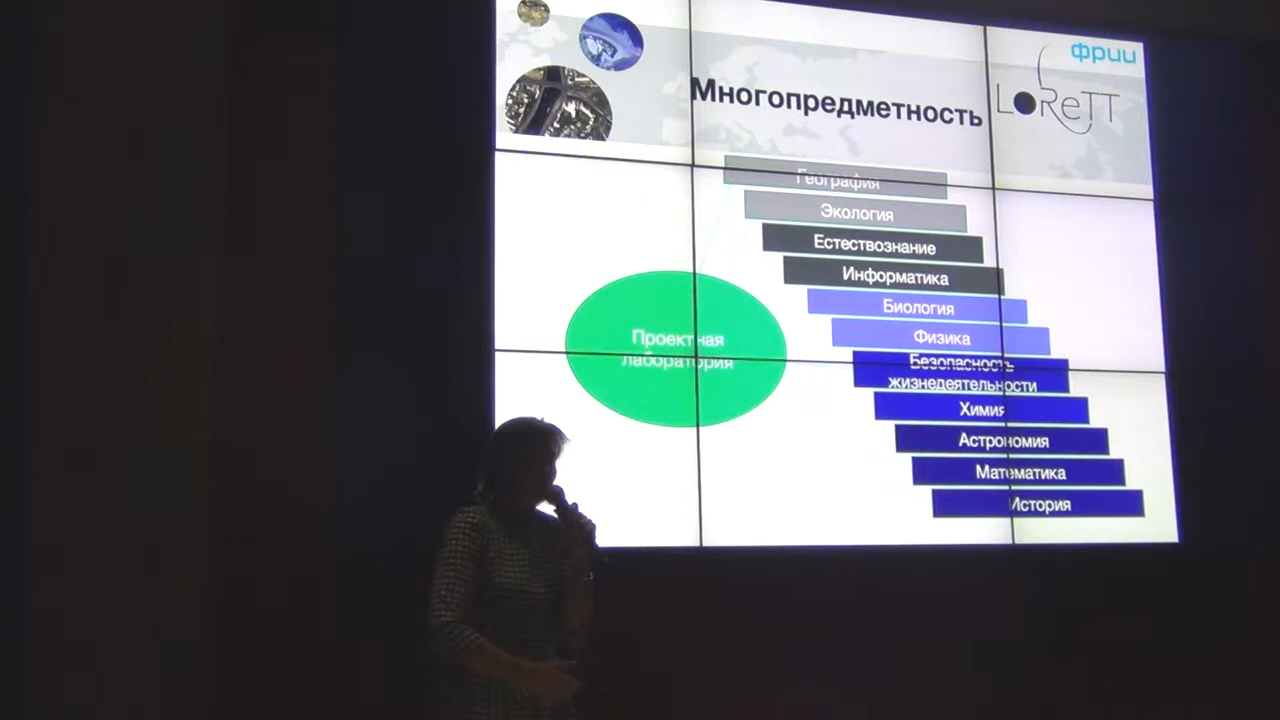 фрии
LoReTT
Многопредметность
География
Экология
Естествознание
Информатика
Биология
Физика
Безопасность
жизнедеятельности
Химия
Астрономия
Математика
История
Проектная
лаборатория